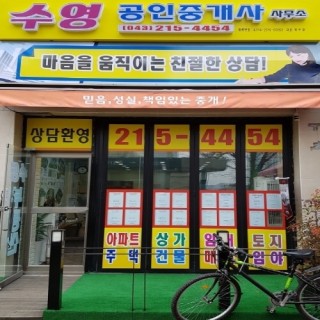 수영 공인중개사 사무소
(043)215-4454
마음을 움직이는 친절한 상담!
믿음,성실,책임있는 중개!
상담환영 215-4454
아파트 상가 토지
주택 건물 임야